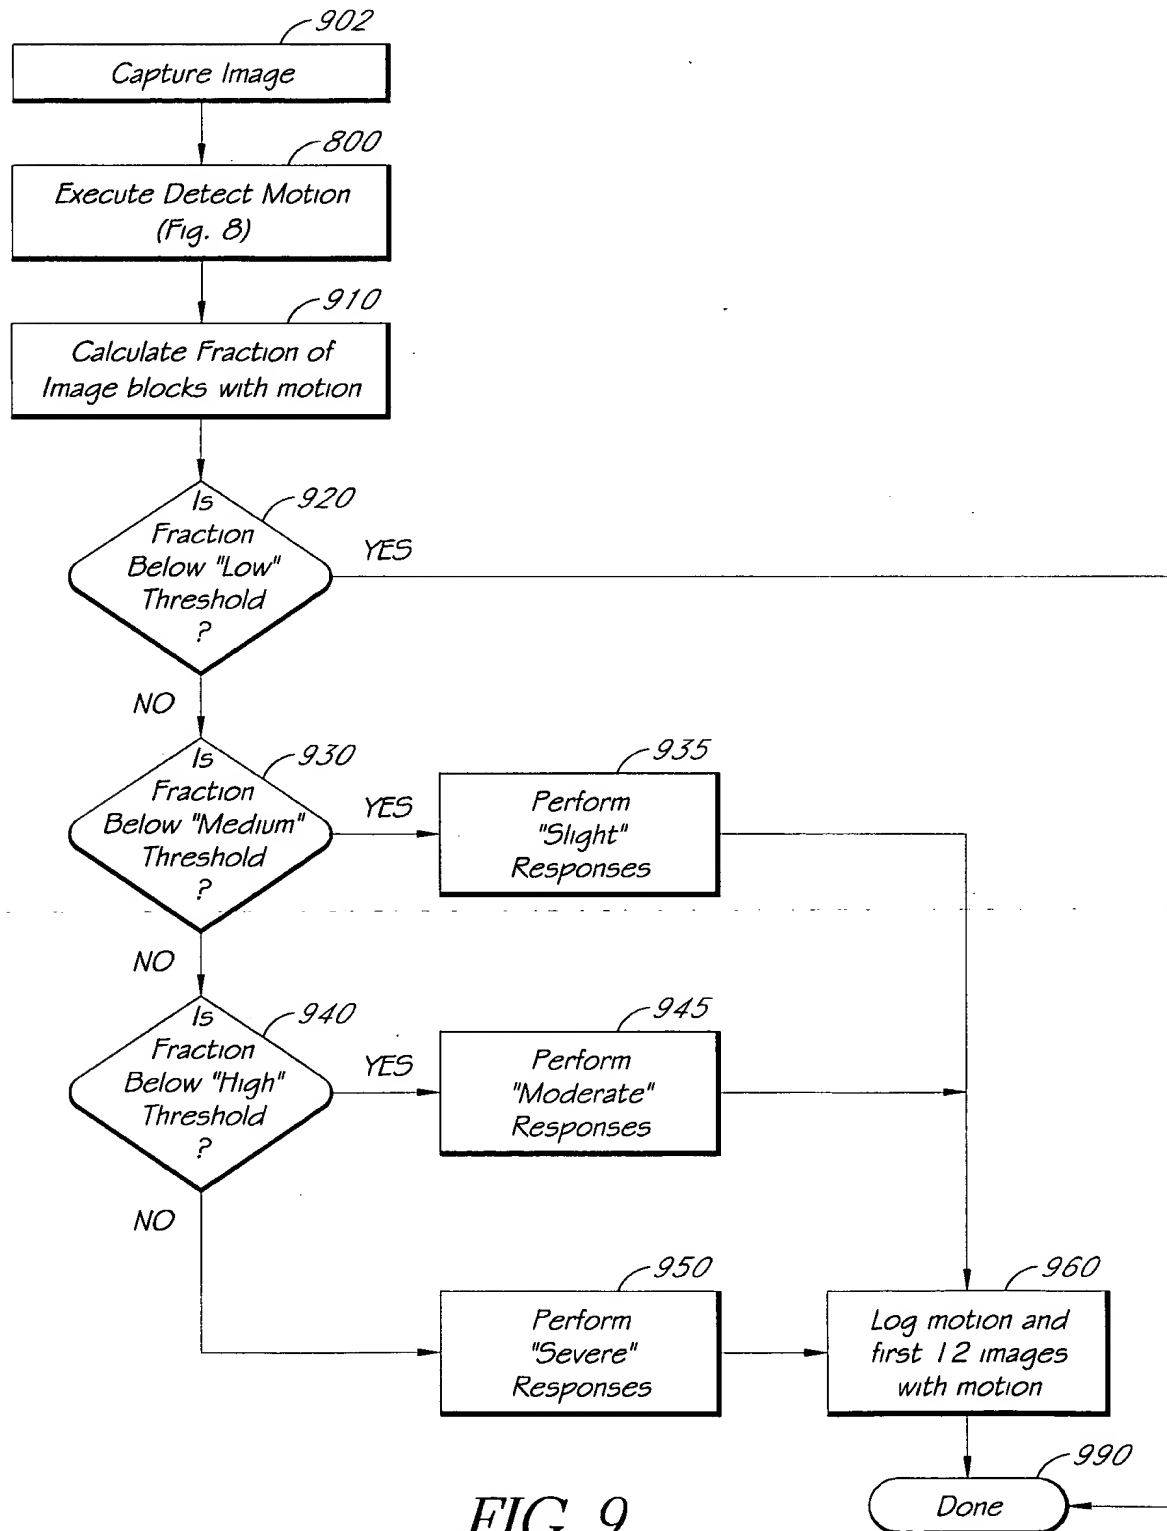 902
Capture Image
800
Execute Detect Motion
(Fig. 8)
910
Calculate Fraction of
Image blocks with motion
920
Is
Fraction
Below "Low"
Threshold
?
YES
NO
930
Is
Fraction
Below "Medium"
Threshold
?
YES
935
Perform
"Slight"
Responses
NO
940
Is
Fraction
Below "High"
Threshold
?
YES
945
Perform
"Moderate"
Responses
NO
950
Perform
"Severe"
Responses
960
Log motion and
first 12 images
with motion
990
Done
FIG. 9